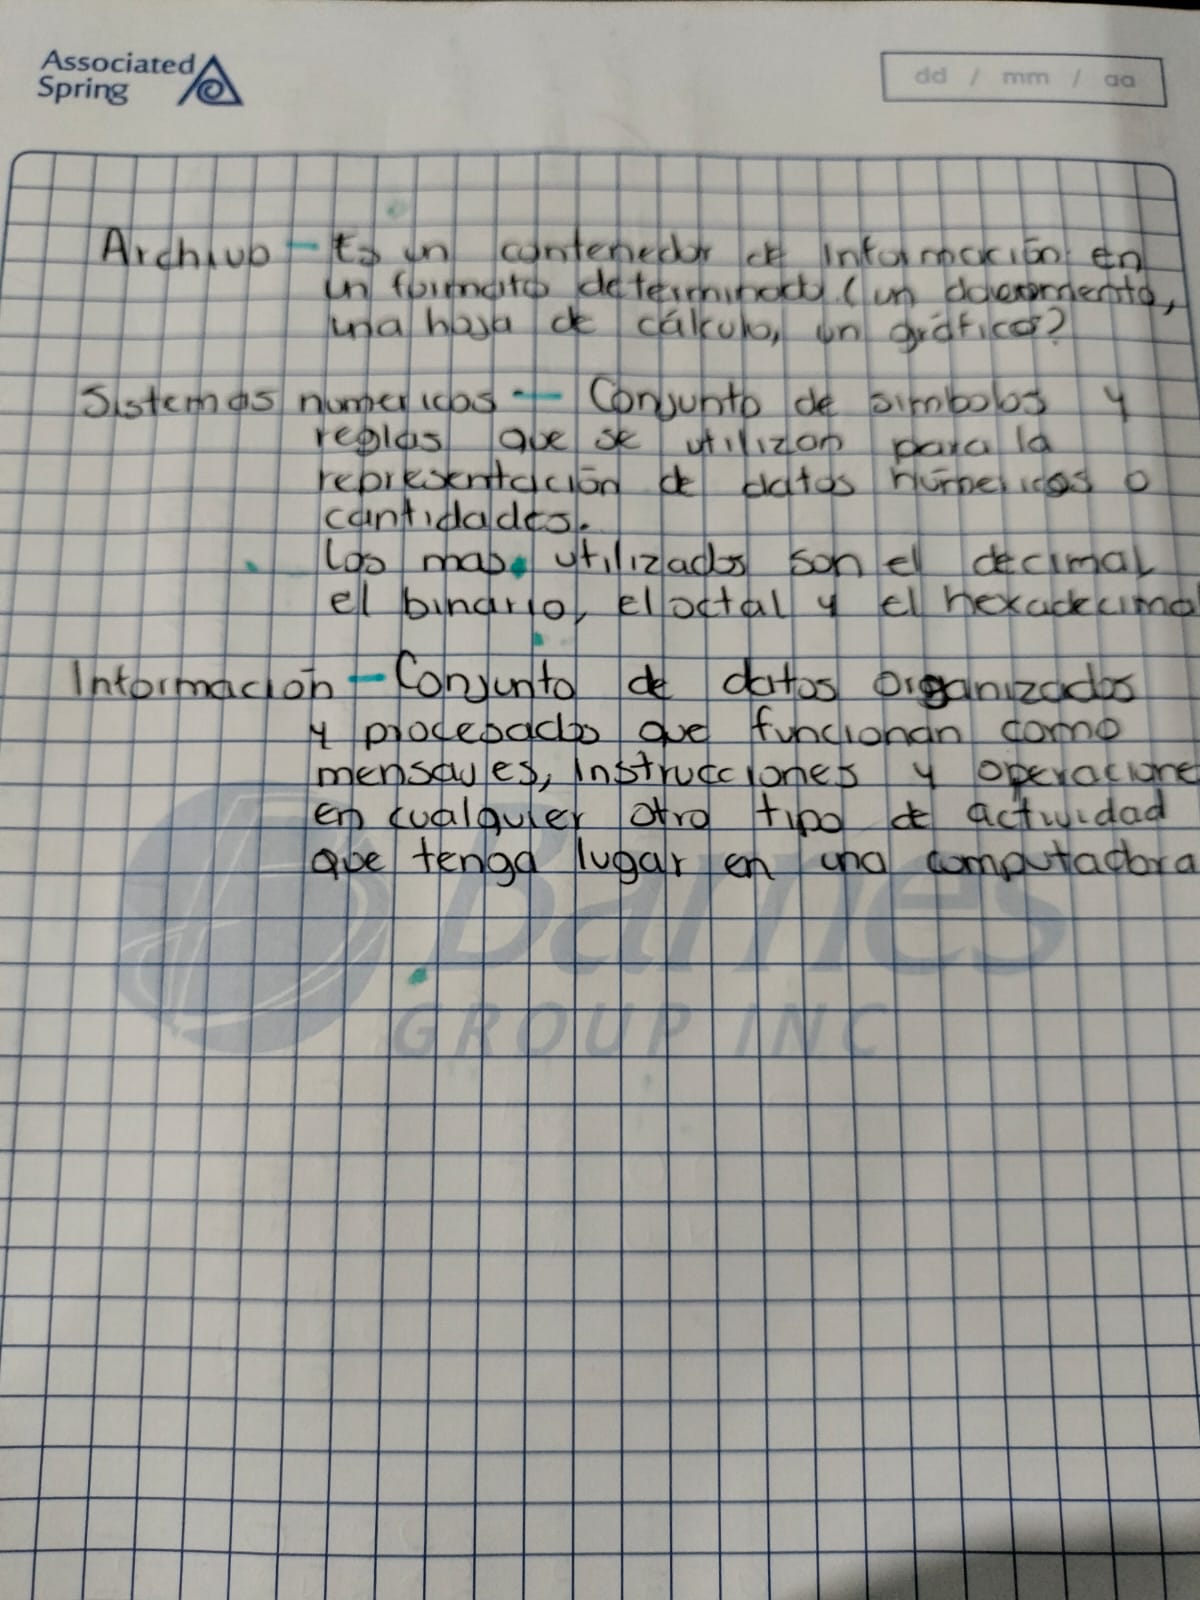 Associated
Spring
dd / mm / aa
Archivo - Es un contenedor de información en
un formato determinado (un documento,
una hoja de cálculo, un gráficos?
Sistemas numericos - Conjunto de simbolos y
reglas que se utilizan para la
representación de datos númericos o
cantidades.
Los mas utilizados son el decimal
el binario, el octal y el hexadecimal
Información - Conjunto de datos organizados
y procesados que funcionan como
mensajes, instrucciones y operacione
en cualquier otro tipo de actividad
que tenga lugar en una computadora
Barnes
GROUP INC